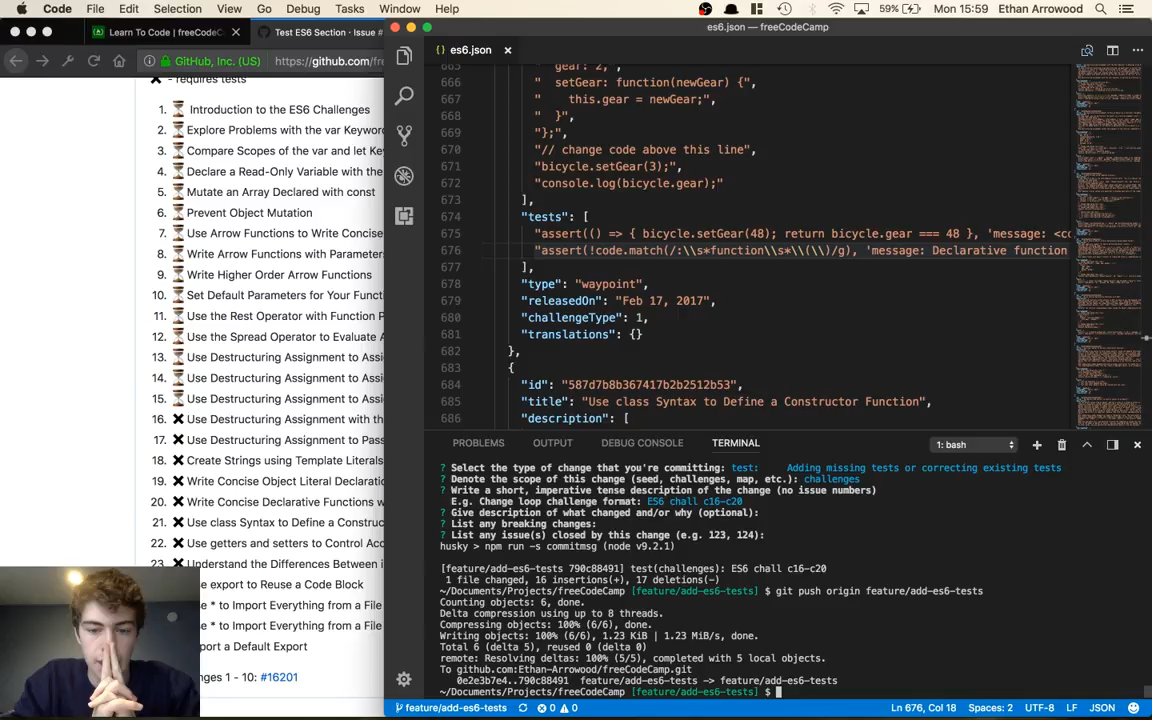 Code File Edit Selection View Go Debug Tasks Window Help 59% Mon 15:59 Ethan Arrowood
Learn To Code | freeCodeC
Test ES6 Section · Issue #
GitHub, Inc. (US)
https://github.com/fre
- requires tests
1. Introduction to the ES6 Challenges
2. Explore Problems with the var Keyword
3. Compare Scopes of the var and let Key
4. Declare a Read-Only Variable with the
5. Mutate an Array Declared with const
6. Prevent Object Mutation
7. Use Arrow Functions to Write Concise
8. Write Arrow Functions with Parameters
9. Write Higher Order Arrow Functions
10. Set Default Parameters for Your Functi
11. Use the Rest Operator with Function P
12. Use the Spread Operator to Evaluate A
13. Use Destructuring Assignment to Assi
14. Use Destructuring Assignment to Assi
15. Use Destructuring Assignment to Assi
16. Use Destructuring Assignment with the
17. Use Destructuring Assignment to Pass
18. Create Strings using Template Literals
19. Write Concise Object Literal Declaratio
20. Write Concise Declarative Functions w
21. Use class Syntax to Define a Construc
22. Use getters and setters to Control Acc
23. Understand the Differences Between i
e export to Reuse a Code Block
e * to Import Everything from a File
e * to Import Everything from a File
port a Default Export
nges 1 - 10: #16201
es6.json — freeCodeCamp
{} es6.json
665 " gear: 2,",
666 " setGear: function(newGear) {",
667 " this.gear = newGear;",
668 " }",
669 "};",
670 "// change code above this line",
671 "bicycle.setGear(3);",
672 "console.log(bicycle.gear);"
673 ],
674 "tests": [
675 "assert(() => { bicycle.setGear(48); return bicycle.gear === 48 }, 'message: <co
676 "assert(!code.match(/:\\s*function\\s*\\(\\)/g), 'message: Declarative function
677 ],
678 "type": "waypoint",
679 "releasedOn": "Feb 17, 2017",
680 "challengeType": 1,
681 "translations": {}
682 },
683 {
684 "id": "587d7b8b367417b2b2512b53",
685 "title": "Use class Syntax to Define a Constructor Function",
686 "description": [
PROBLEMS OUTPUT DEBUG CONSOLE TERMINAL 1: bash
? Select the type of change that you're committing: test: Adding missing tests or correcting existing tests
? Denote the scope of this change (seed, challenges, map, etc.): challenges
? Write a short, imperative tense description of the change (no issue numbers)
E.g. Change loop challenge format: ES6 chall c16-c20
? Give description of what changed and/or why (optional):
? List any breaking changes:
? List any issue(s) closed by this change (e.g. 123, 124):
husky > npm run -s commitmsg (node v9.2.1)
[feature/add-es6-tests 790c88491] test(challenges): ES6 chall c16-c20
1 file changed, 16 insertions(+), 17 deletions(-)
~/Documents/Projects/freeCodeCamp [feature/add-es6-tests] $ git push origin feature/add-es6-tests
Counting objects: 6, done.
Delta compression using up to 8 threads.
Compressing objects: 100% (6/6), done.
Writing objects: 100% (6/6), 1.23 KiB | 1.23 MiB/s, done.
Total 6 (delta 5), reused 0 (delta 0)
remote: Resolving deltas: 100% (5/5), completed with 5 local objects.
To github.com:Ethan-Arrowood/freeCodeCamp.git
0e2e3b7e4..790c88491 feature/add-es6-tests -> feature/add-es6-tests
~/Documents/Projects/freeCodeCamp [feature/add-es6-tests] $
feature/add-es6-tests 0 0 Ln 676, Col 18 Spaces: 2 UTF-8 LF JSON